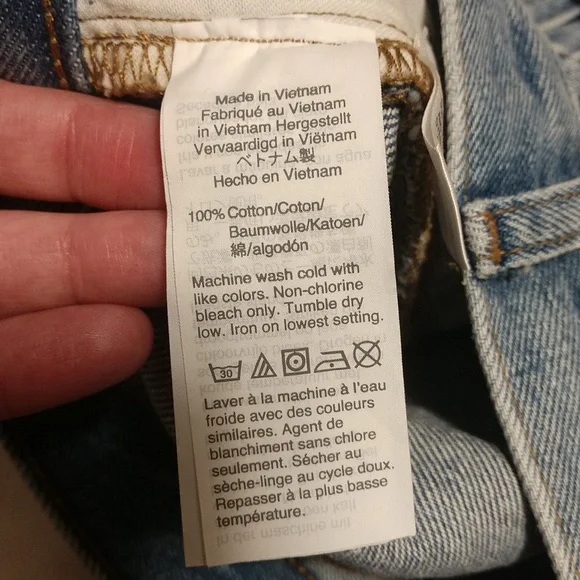 Made in Vietnam
Fabriqué au Vietnam
in Vietnam Hergestellt
Vervaardigd in Viëtnam
ベトナム製
Hecho en Vietnam
100% Cotton/Coton/
Baumwolle/Katoen/
綿/algodón
Machine wash cold with
like colors. Non-chlorine
bleach only. Tumble dry
low. Iron on lowest setting.
30
Laver à la machine à l'eau
froide avec des couleurs
similaires. Agent de
blanchiment sans chlore
seulement. Sécher au
sèche-linge au cycle doux.
Repasser à la plus basse
température.